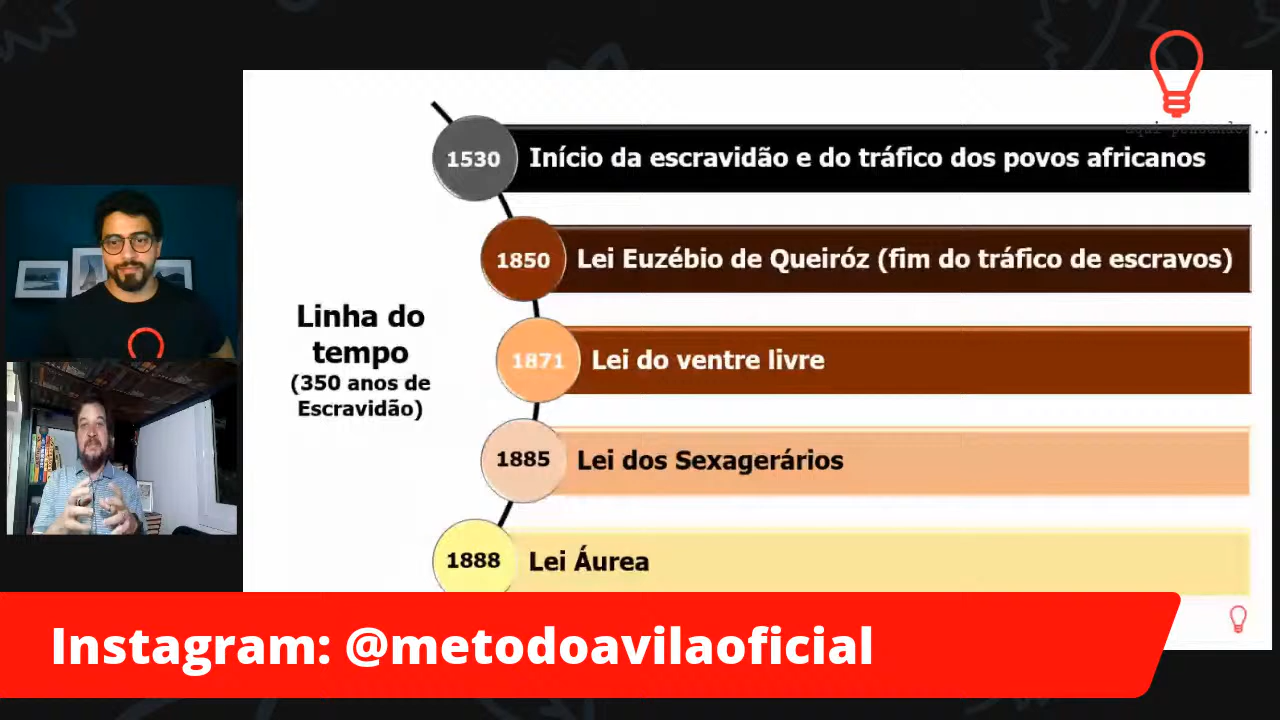 aqui pensando...
1530 Início da escravidão e do tráfico dos povos africanos
1850 Lei Euzébio de Queiróz (fim do tráfico de escravos)
Linha do
tempo
(350 anos de
Escravidão)
1871 Lei do ventre livre
1885 Lei dos Sexagerários
1888 Lei Áurea
Instagram: @metodoavilaoficial